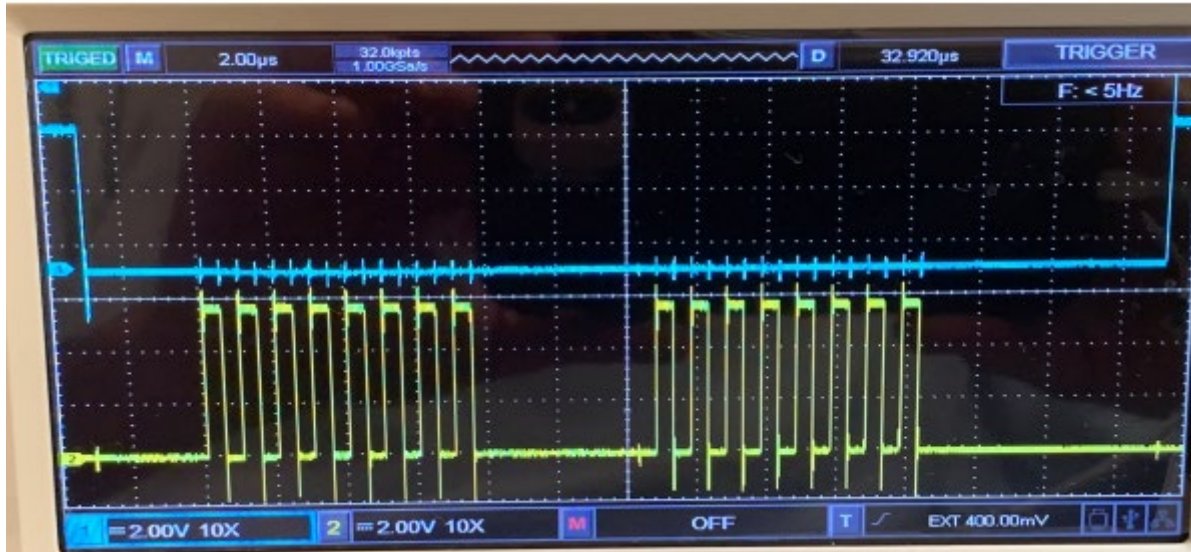 TRIGED M 2.00μs 32.0kpts D 32.920μs TRIGGER
1.00GSa/s
F: < 5Hz
1
2
1 2.00V 10X 2 2.00V 10X M OFF T EXT 400.00mV